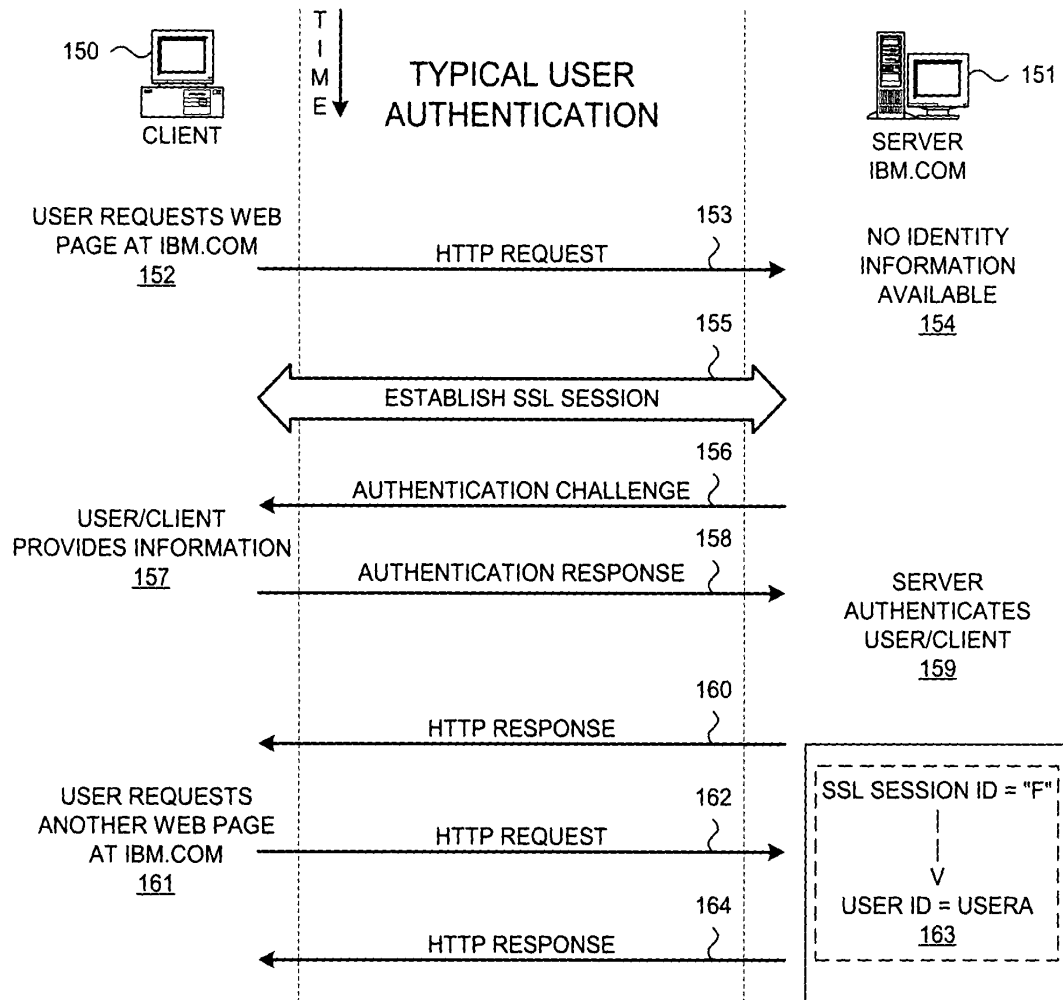 150
CLIENT
TIME
TYPICAL USER
AUTHENTICATION
151
SERVER
IBM.COM
USER REQUESTS WEB
PAGE AT IBM.COM
152
153
HTTP REQUEST
NO IDENTITY
INFORMATION
AVAILABLE
154
155
ESTABLISH SSL SESSION
156
AUTHENTICATION CHALLENGE
USER/CLIENT
PROVIDES INFORMATION
157
158
AUTHENTICATION RESPONSE
SERVER
AUTHENTICATES
USER/CLIENT
159
160
HTTP RESPONSE
USER REQUESTS
ANOTHER WEB PAGE
AT IBM.COM
161
162
HTTP REQUEST
SSL SESSION ID = "F"
USER ID = USERA
163
164
HTTP RESPONSE